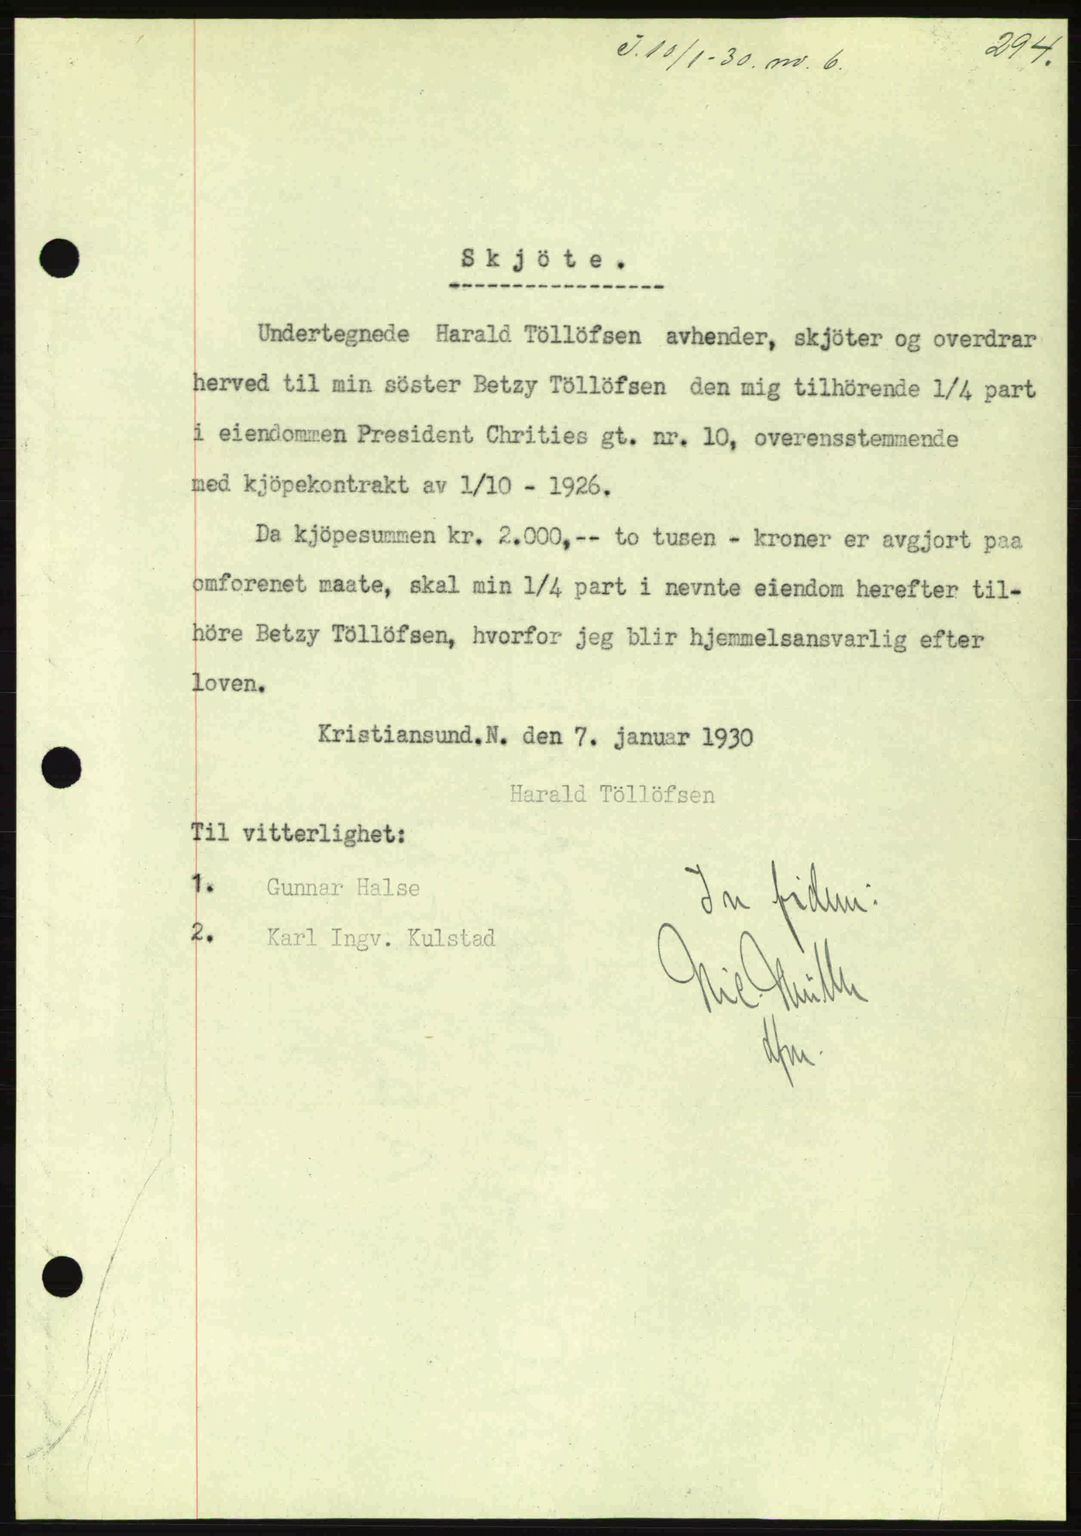 J. 10/1-30. nr. 6.
294.
Skjöte.
Undertegnede Harald Töllöfsen avhender, skjöter og overdrar
herved til min söster Betzy Töllöfsen den mig tilhörende 1/4 part
i eiendommen President Chrities gt. nr. 10, overensstemmende
med kjöpekontrakt av 1/10 - 1926.
Da kjöpesummen kr. 2.000,-- to tusen - kroner er avgjort paa
omforenet maate, skal min 1/4 part i nevnte eiendom herefter til-
höre Betzy Töllöfsen, hvorfor jeg blir hjemmelsansvarlig efter
loven.
Kristiansund.N. den 7. januar 1930
Harald Töllöfsen
Til vitterlighet:
1. Gunnar Halse
2. Karl Ingv. Kulstad
In fidem:
Nic. Müller